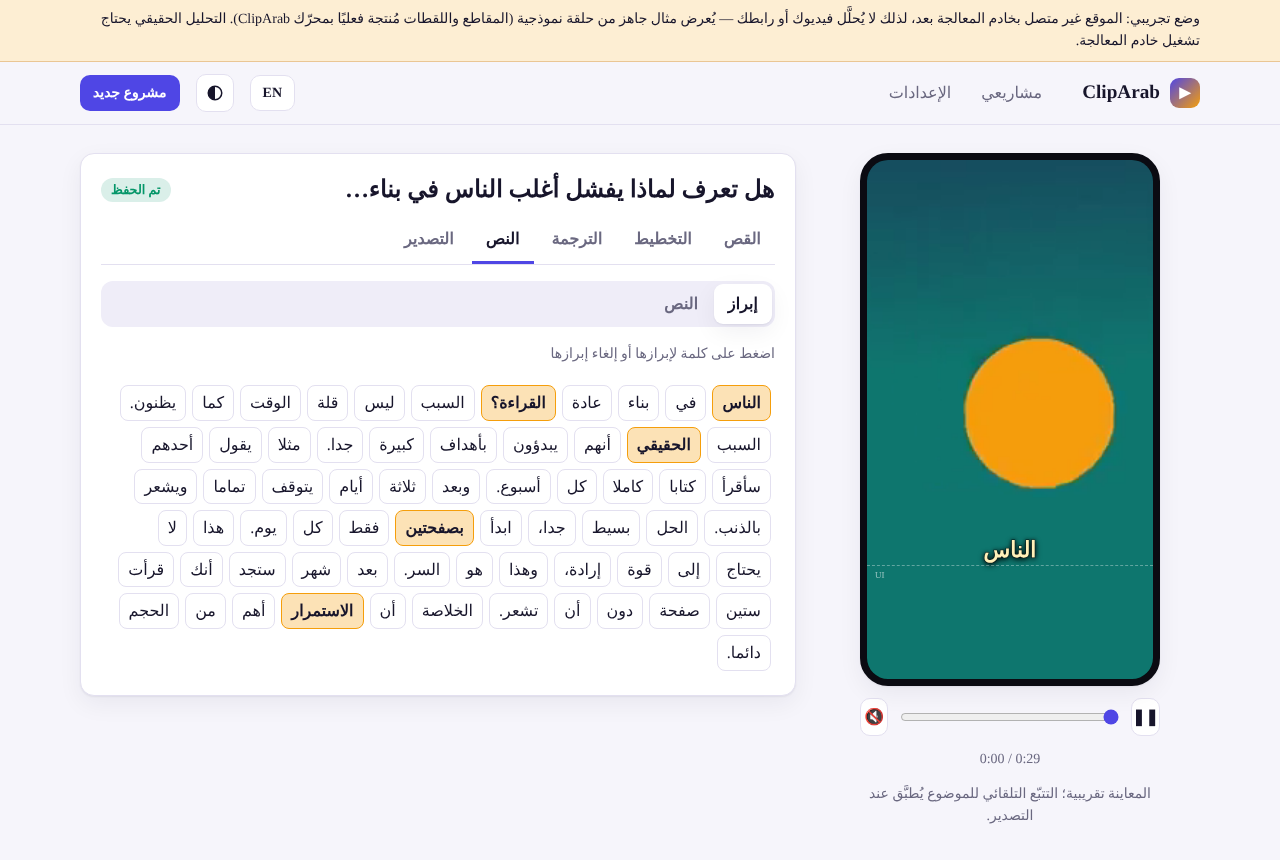 وضع تجريبي: الموقع غير متصل بخادم المعالجة بعد، لذلك لا يُحلَّل فيديوك أو رابطك — يُعرض مثال جاهز من حلقة نموذجية (المقاطع واللقطات مُنتجة فعليًا بمحرّك ClipArab). التحليل الحقيقي يحتاج
تشغيل خادم المعالجة.
ClipArab
مشاريعي
الإعدادات
EN
مشروع جديد
الناس
UI
0:00 / 0:29
المعاينة تقريبية؛ التتبّع التلقائي للموضوع يُطبَّق عند
التصدير.
هل تعرف لماذا يفشل أغلب الناس في بناء…
تم الحفظ
القص التخطيط الترجمة النص التصدير
إبراز النص
اضغط على كلمة لإبرازها أو إلغاء إبرازها
الناس في بناء عادة القراءة؟ السبب ليس قلة الوقت كما يظنون.
السبب الحقيقي أنهم يبدؤون بأهداف كبيرة جدا. مثلا يقول أحدهم
سأقرأ كتابا كاملا كل أسبوع. وبعد ثلاثة أيام يتوقف تماما ويشعر
بالذنب. الحل بسيط جدا، ابدأ بصفحتين فقط كل يوم. هذا لا
يحتاج إلى قوة إرادة، وهذا هو السر. بعد شهر ستجد أنك قرأت
ستين صفحة دون أن تشعر. الخلاصة أن الاستمرار أهم من الحجم
دائما.